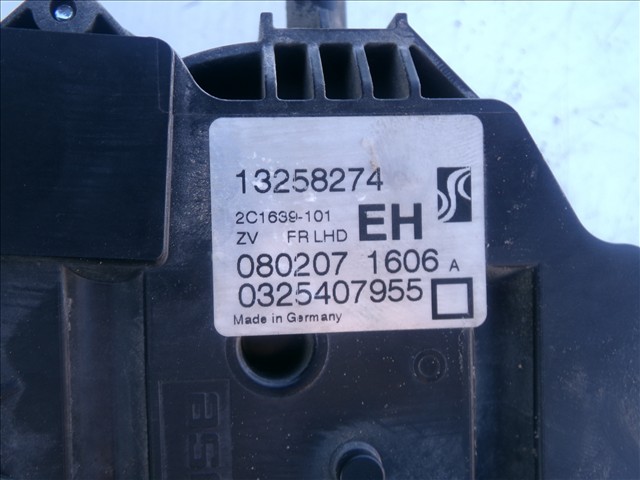 13258274
2C1639-101
ZV FR LHD EH
080207 1606 A
0325407955
Made in Germany